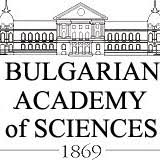 BULGARIAN
ACADEMY
of SCIENCES
1869